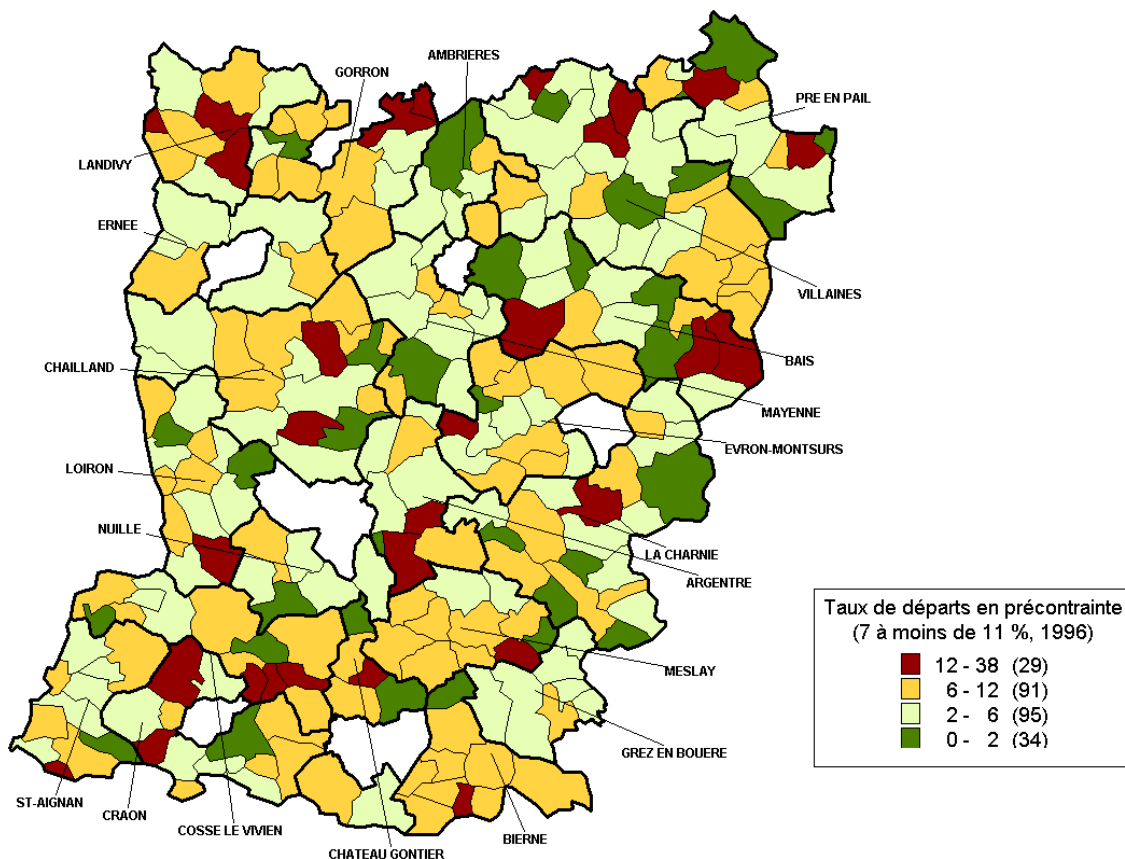 AMBRIERES
GORRON
PRE EN PAIL
LANDIVY
ERNEE
VILLAINES
BAIS
CHAILLAND
MAYENNE
EVRON-MONTSURS
LOIRON
NUILLE
LA CHARNIE
ARGENTRE
MESLAY
GREZ EN BOUERE
ST-AIGNAN
CRAON
COSSE LE VIVIEN
BIERNE
CHATEAU GONTIER
Taux de départs en précontrainte
(7 à moins de 11 %, 1996)
12 - 38 (29)
6 - 12 (91)
2 - 6 (95)
0 - 2 (34)